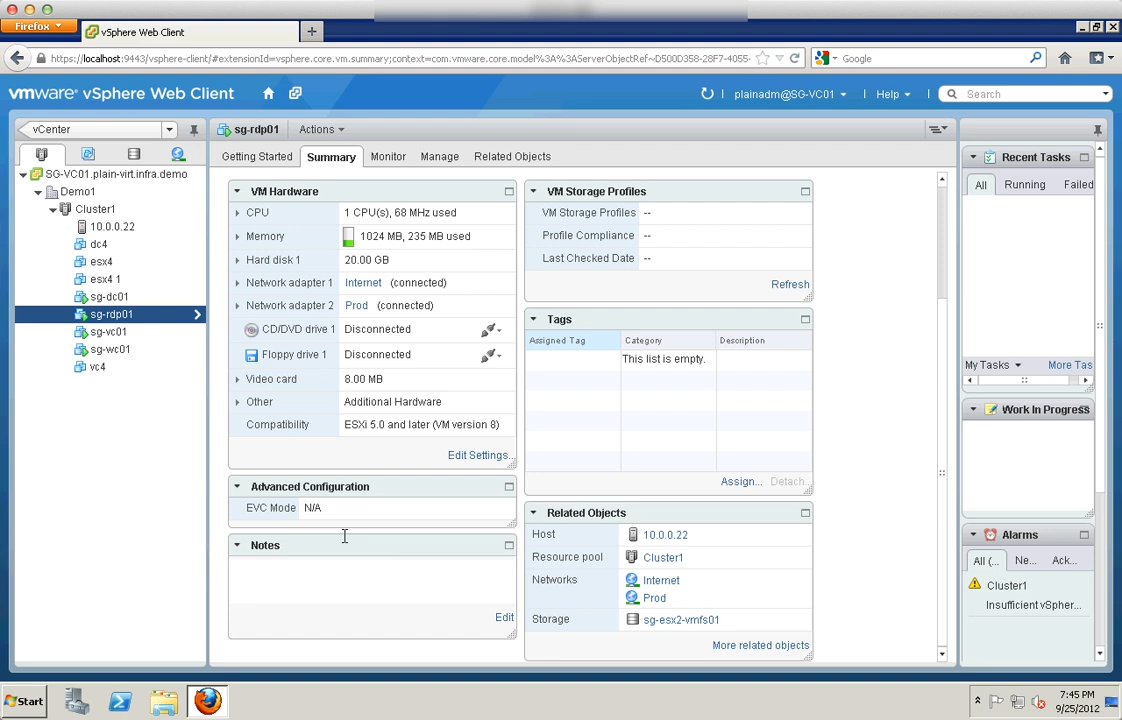 Firefox
vSphere Web Client
https://localhost:9443/vsphere-client/#extensionId=vsphere.core.vm.summary;context=com.vmware.core.model%3A%3AServerObjectRef~D500D358-28F7-4055-
Google
vmware vSphere Web Client
plainadm@SG-VC01
Help
Search
vCenter
SG-VC01.plain-virt.infra.demo
Demo1
Cluster1
10.0.0.22
dc4
esx4
esx4 1
sg-dc01
sg-rdp01
sg-vc01
sg-wc01
vc4
sg-rdp01 Actions
Getting Started Summary Monitor Manage Related Objects
VM Hardware
CPU 1 CPU(s), 68 MHz used
Memory 1024 MB, 235 MB used
Hard disk 1 20.00 GB
Network adapter 1 Internet (connected)
Network adapter 2 Prod (connected)
CD/DVD drive 1 Disconnected
Floppy drive 1 Disconnected
Video card 8.00 MB
Other Additional Hardware
Compatibility ESXi 5.0 and later (VM version 8)
Edit Settings...
Advanced Configuration
EVC Mode N/A
Notes
Edit
VM Storage Profiles
VM Storage Profiles --
Profile Compliance --
Last Checked Date --
Refresh
Tags
Assigned Tag Category Description
This list is empty.
Assign... Detach..
Related Objects
Host 10.0.0.22
Resource pool Cluster1
Networks Internet
Prod
Storage sg-esx2-vmfs01
More related objects
Recent Tasks
All Running Failed
My Tasks More Tas
Work In Progress
Alarms
All (... Ne... Ack...
Cluster1
Insufficient vSpher...
Start
7:45 PM
9/25/2012